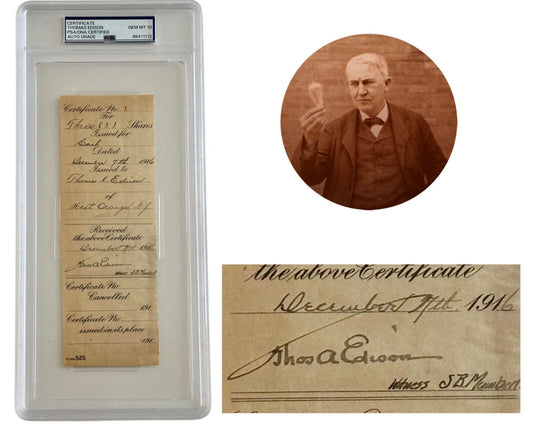 CERTIFICATE
THOMAS EDISON
PSA/DNA CERTIFIED
AUTO GRADE
GEM MT 10
85411112
Certificate No. 1
For
Three (3) Shares
Issued for
Cash
Dated
December 7th 1916
Issued to
Thomas A Edison
of
West Orange, N.J.
Received
the above Certificate
December 7th 1916
Thos A Edison
Witness
Certificate No.
Cancelled
191
Certificate No.
issued in its place
191
FORM 525
the above Certificate
December 7th. 1916
Thos A Edison
Witness